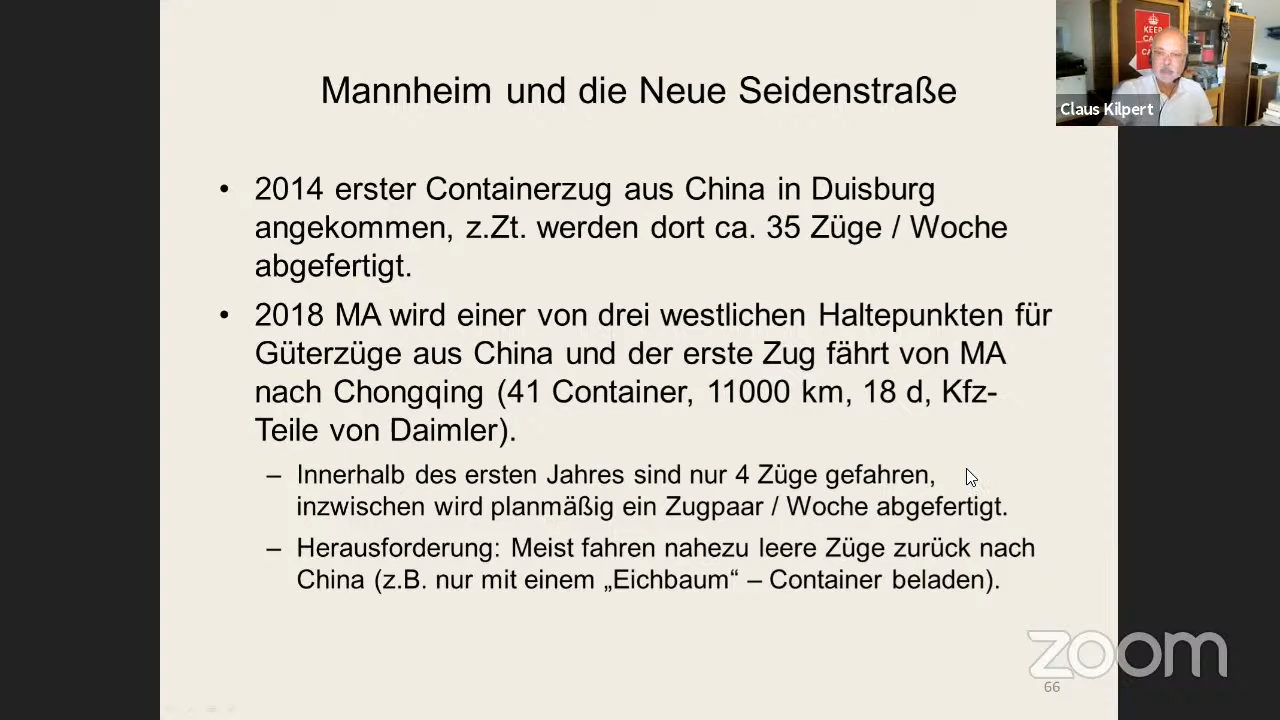 Mannheim und die Neue Seidenstraße
KEEP
CA
CA
Claus Kilpert
• 2014 erster Containerzug aus China in Duisburg
angekommen, z.Zt. werden dort ca. 35 Züge / Woche
abgefertigt.
• 2018 MA wird einer von drei westlichen Haltepunkten für
Güterzüge aus China und der erste Zug fährt von MA
nach Chongqing (41 Container, 11000 km, 18 d, Kfz-
Teile von Daimler).
– Innerhalb des ersten Jahres sind nur 4 Züge gefahren,
inzwischen wird planmäßig ein Zugpaar / Woche abgefertigt.
– Herausforderung: Meist fahren nahezu leere Züge zurück nach
China (z.B. nur mit einem „Eichbaum“ – Container beladen).
zoom
66